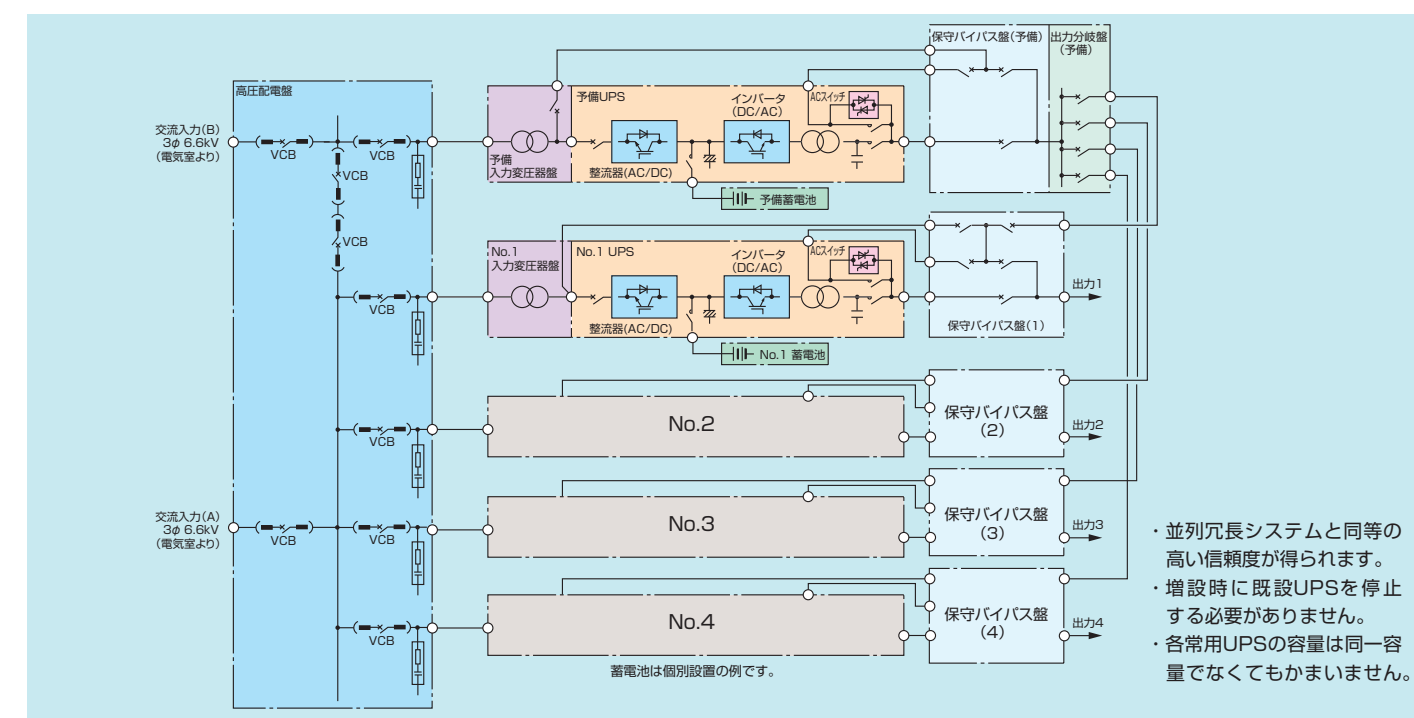 高圧配電盤
交流入力(B)
3φ 6.6kV
(電気室より)
VCB
VCB
VCB
VCB
VCB
VCB
交流入力(A)
3φ 6.6kV
(電気室より)
VCB
VCB
VCB
予備
入力変圧器盤
予備UPS
整流器(AC/DC)
インバータ
(DC/AC)
ACスイッチ
予備蓄電池
保守バイパス盤(予備)
出力分岐盤
(予備)
No.1
入力変圧器盤
No.1 UPS
整流器(AC/DC)
インバータ
(DC/AC)
ACスイッチ
No.1 蓄電池
保守バイパス盤(1)
出力1
No.2
保守バイパス盤
(2)
出力2
No.3
保守バイパス盤
(3)
出力3
No.4
保守バイパス盤
(4)
出力4
蓄電池は個別設置の例です。
・並列冗長システムと同等の
高い信頼度が得られます。
・増設時に既設UPSを停止
する必要がありません。
・各常用UPSの容量は同一容
量でなくてもかまいません。